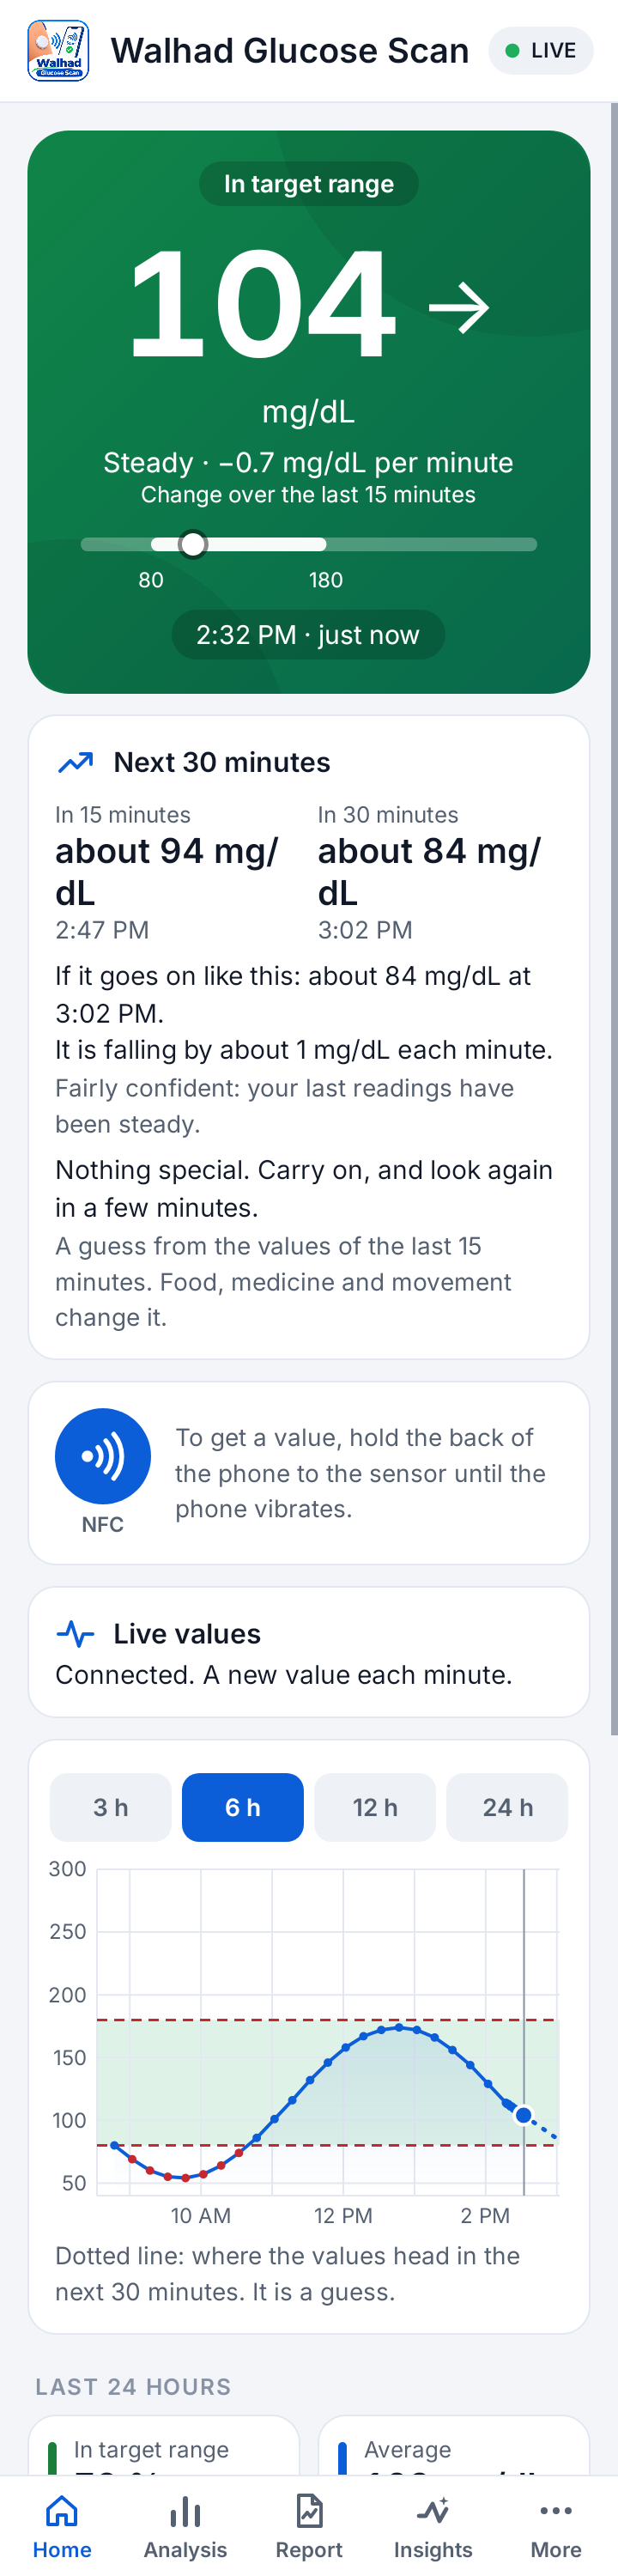 Walhad
Glucose Scan
Walhad Glucose Scan
LIVE
In target range
104 →
mg/dL
Steady · −0.7 mg/dL per minute
Change over the last 15 minutes
80 180
2:32 PM · just now
Next 30 minutes
In 15 minutes
about 94 mg/
dL
2:47 PM
In 30 minutes
about 84 mg/
dL
3:02 PM
If it goes on like this: about 84 mg/dL at
3:02 PM.
It is falling by about 1 mg/dL each minute.
Fairly confident: your last readings have
been steady.
Nothing special. Carry on, and look again
in a few minutes.
A guess from the values of the last 15
minutes. Food, medicine and movement
change it.
NFC
To get a value, hold the back of
the phone to the sensor until the
phone vibrates.
Live values
Connected. A new value each minute.
3 h 6 h 12 h 24 h
300
250
200
150
100
50
10 AM 12 PM 2 PM
Dotted line: where the values head in the
next 30 minutes. It is a guess.
LAST 24 HOURS
In target range
Average
Home Analysis Report Insights More